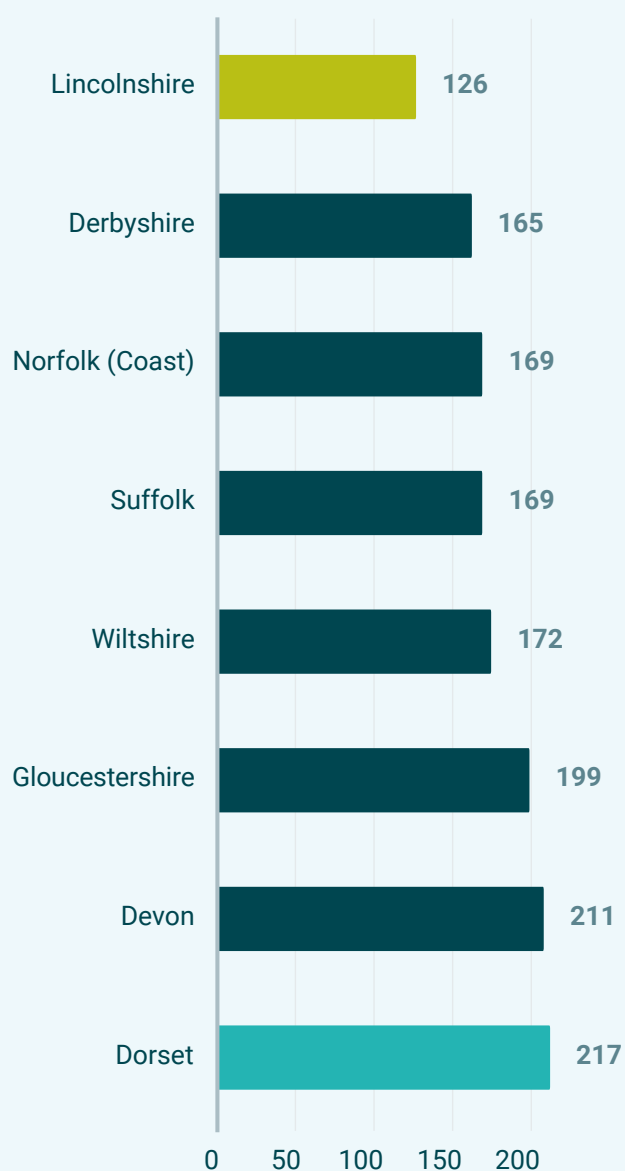 Lincolnshire 126
Derbyshire 165
Norfolk (Coast) 169
Suffolk 169
Wiltshire 172
Gloucestershire 199
Devon 211
Dorset 217
0 50 100 150 200